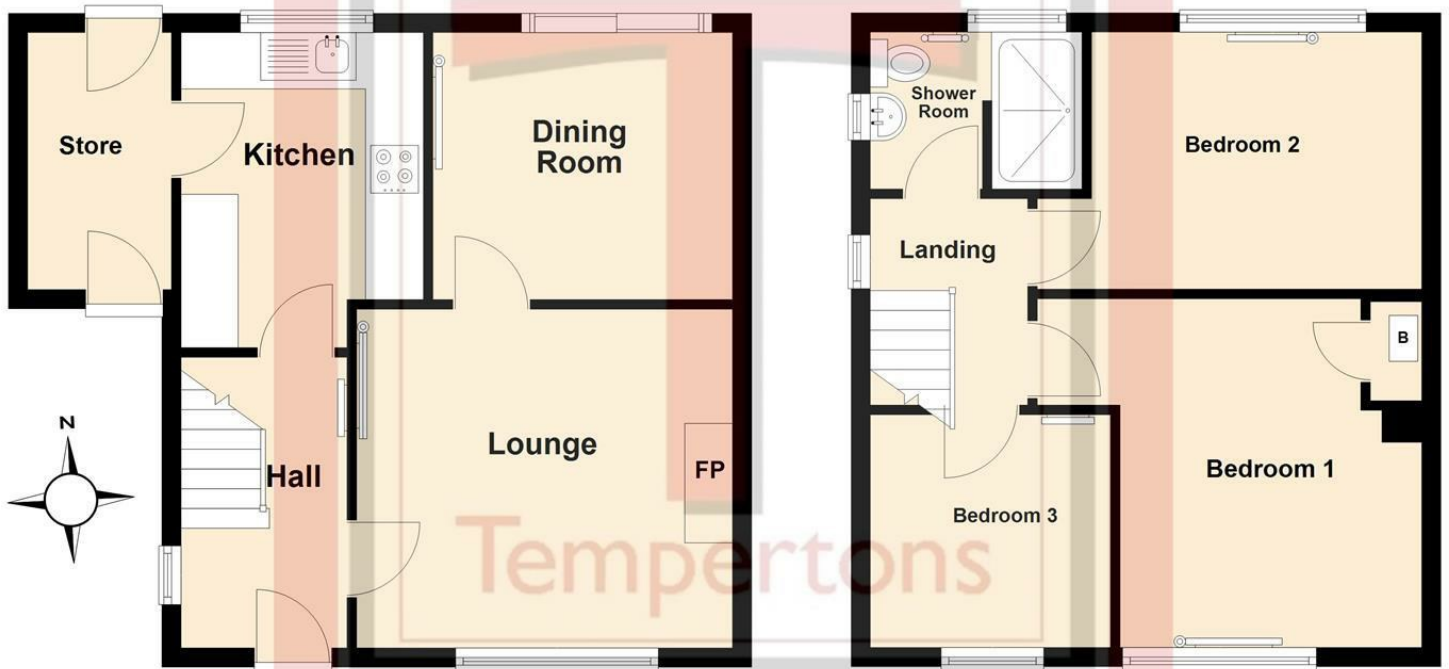 Store
Kitchen
Dining
Room
Lounge
FP
Hall
N
Shower
Room
Bedroom 2
Landing
B
Bedroom 1
Bedroom 3
Tempertons